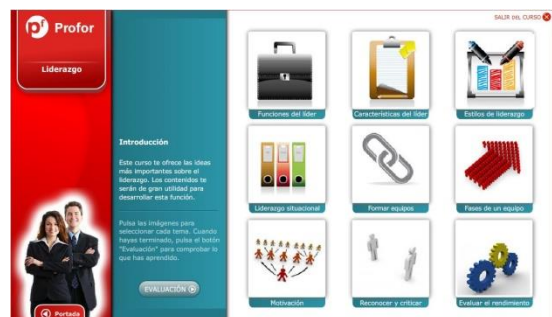 SALIR DEL CURSO
pf Profor
Liderazgo
Introducción
Este curso te ofrece las ideas
más importantes sobre el
liderazgo. Los contenidos te
serán de gran utilidad para
desarrollar esta función.
Pulsa las imágenes para
seleccionar cada tema. Cuando
hayas terminado, pulsa el botón
"Evaluación" para comprobar lo
que has aprendido.
EVALUACIÓN
Portada
Funciones del líder
Características del líder
Estilos de liderazgo
Liderazgo situacional
Formar equipos
Fases de un equipo
Motivación
Reconocer y criticar
Evaluar el rendimiento